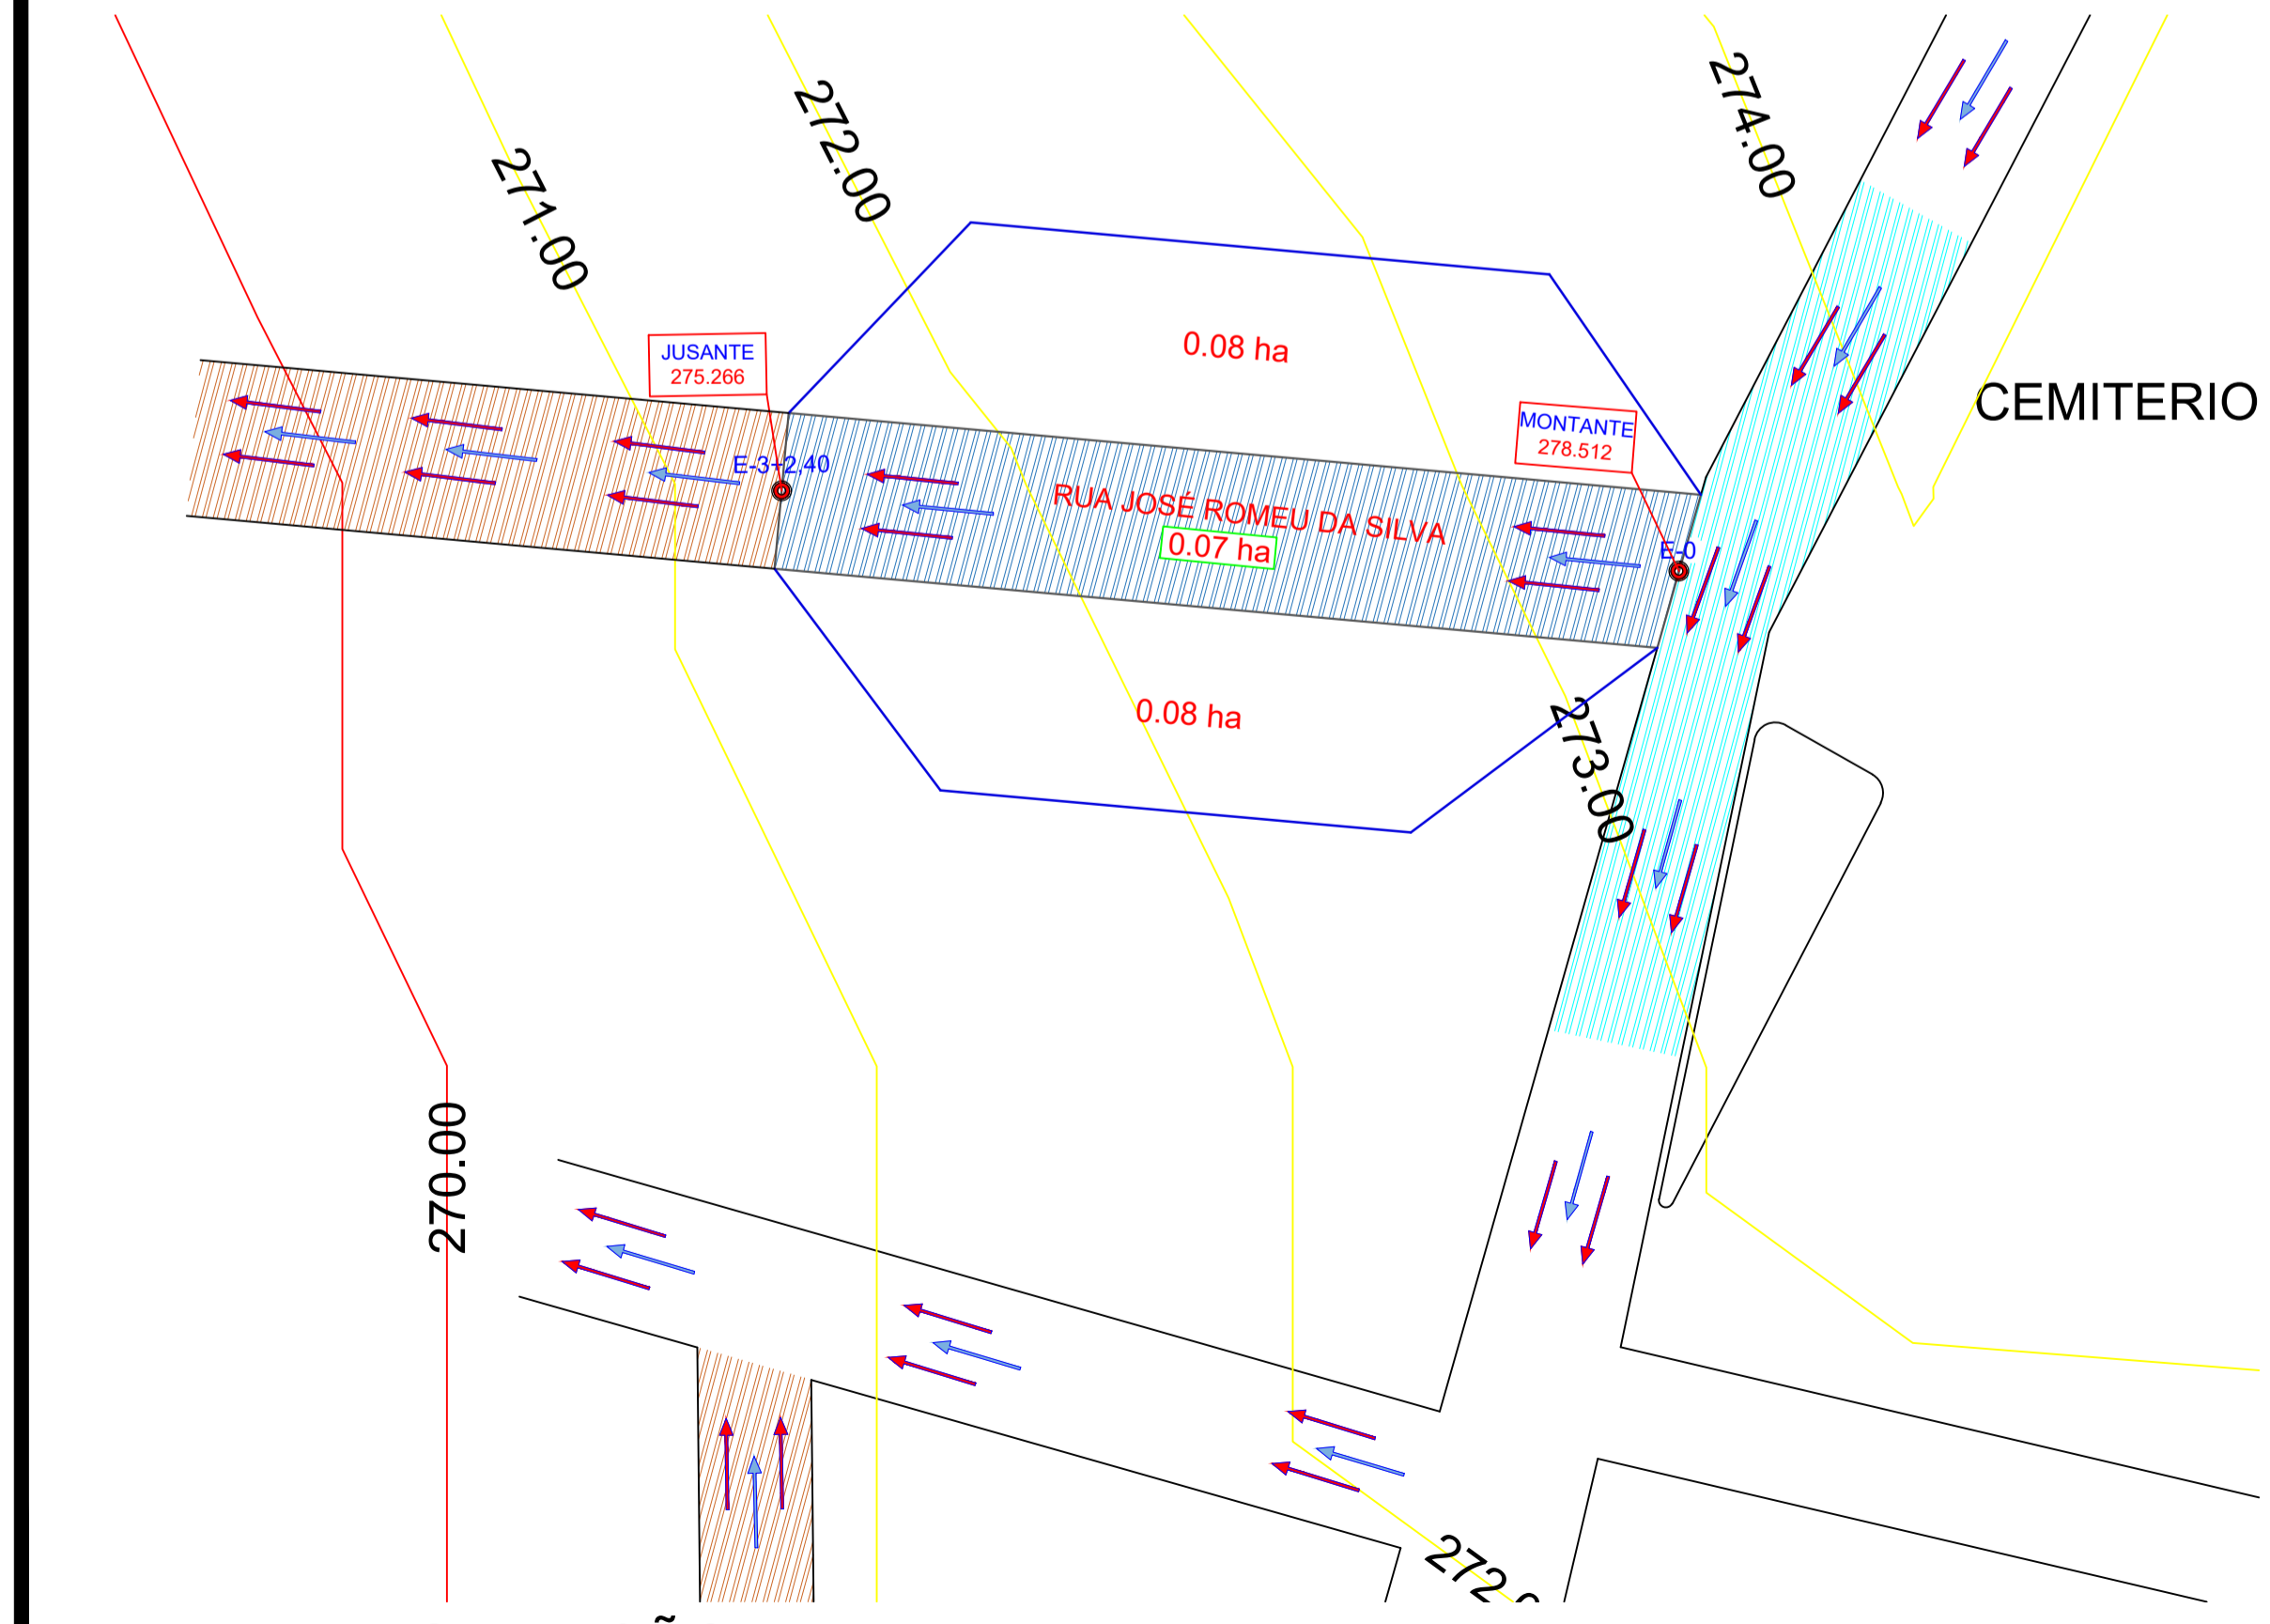 274.00
272.00
271.00
JUSANTE
275.266
0.08 ha
CEMITERIO
MONTANTE
278.512
E-3+2,40
RUA JOSÉ ROMEU DA SILVA
0.07 ha
E-0
0.08 ha
273.00
270.00